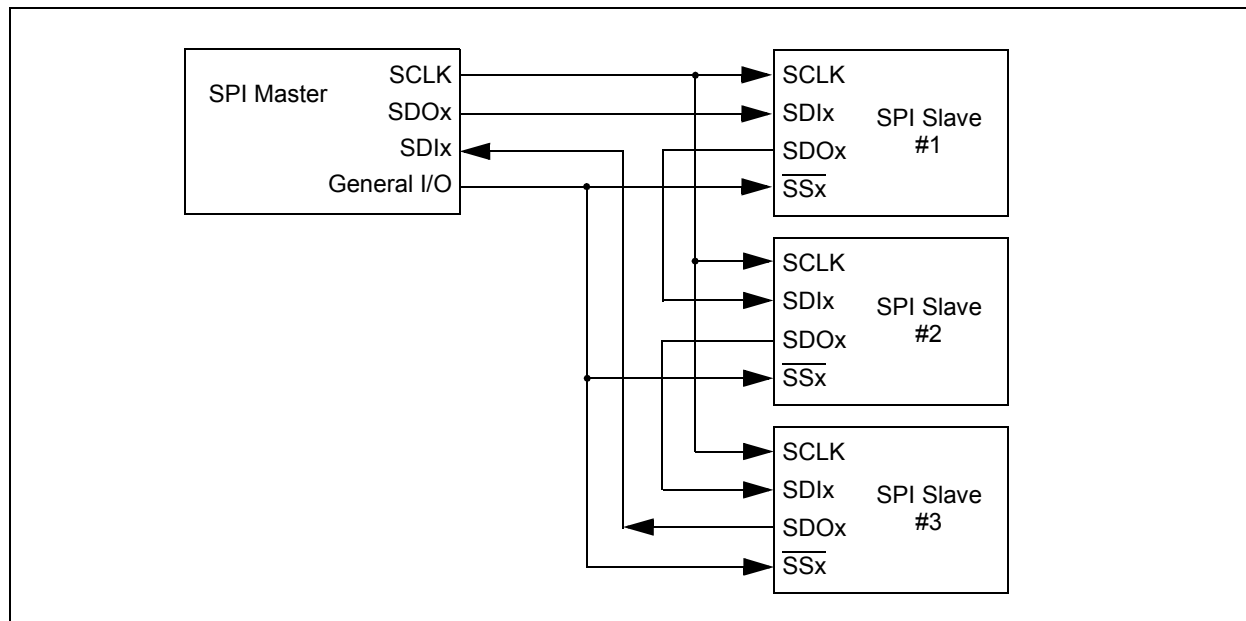 SPI Master
SCLK
SDOx
SDIx
General I/O
SCLK
SDIx
SDOx
SSx
SPI Slave
#1
SCLK
SDIx
SDOx
SSx
SPI Slave
#2
SCLK
SDIx
SDOx
SSx
SPI Slave
#3